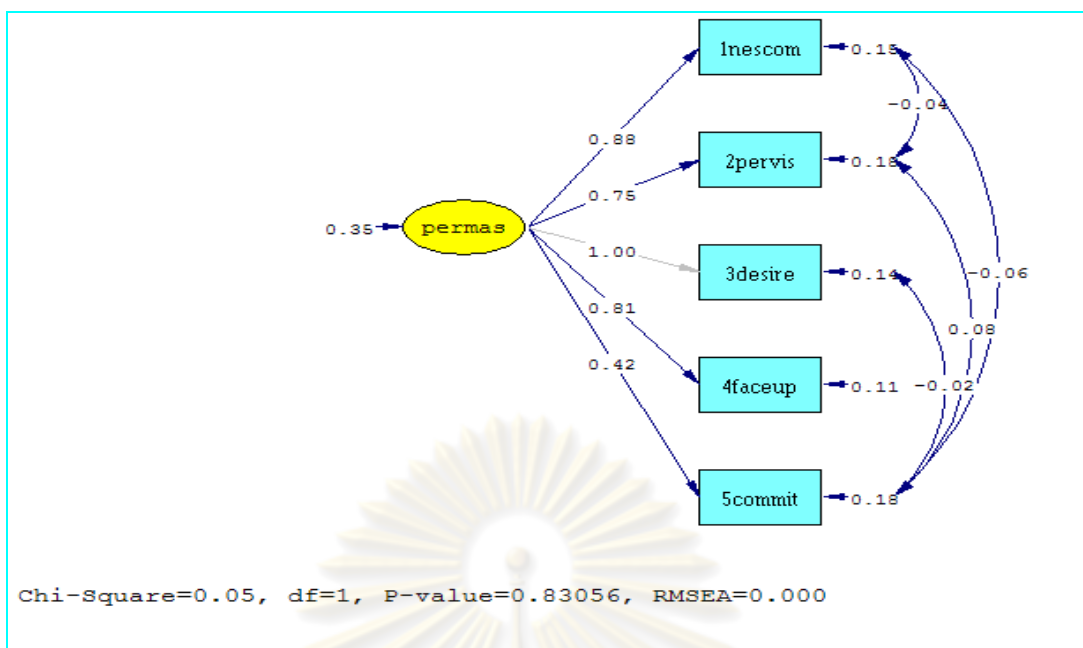 1nescom
0.15
-0.04
0.88
2pervis
0.18
0.75
0.35
permas
1.00
3desire
0.14
-0.06
0.81
0.08
0.42
4faceup
0.11
-0.02
5commit
0.18
Chi-Square=0.05, df=1, P-value=0.83056, RMSEA=0.000